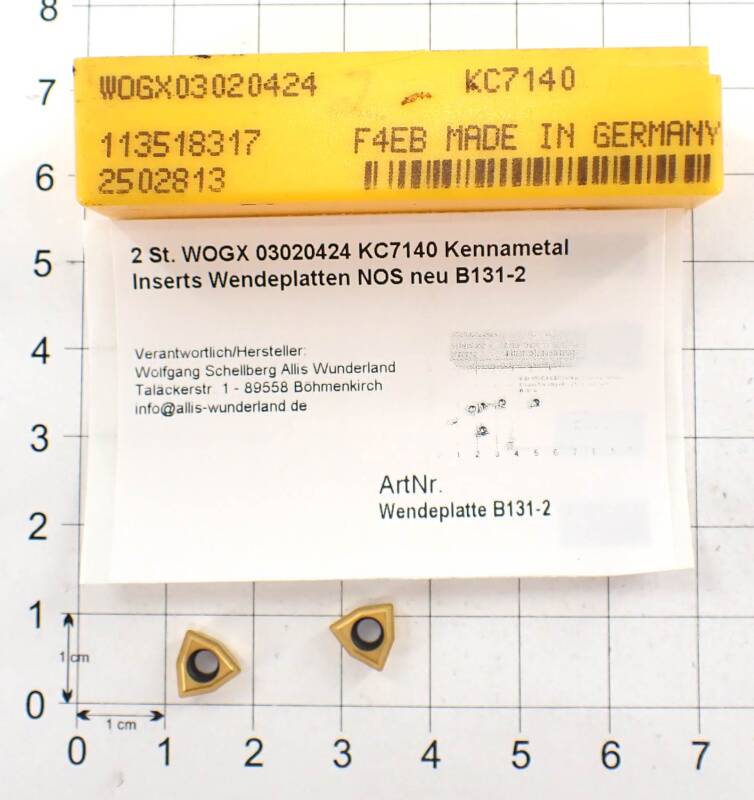 8
7
6
5
4
3
2
1
0
WOGX03020424 KC7140
113518317 F4EB MADE IN GERMANY
2502813
2 St. WOGX 03020424 KC7140 Kennametal
Inserts Wendeplatten NOS neu B131-2
Verantwortlich/Hersteller:
Wolfgang Schellberg Allis Wunderland
Talackerstr. 1 - 89558 Böhmenkirch
info@allis-wunderland.de
ArtNr.
Wendeplatte B131-2
1 cm
1 cm
0 1 2 3 4 5 6 7